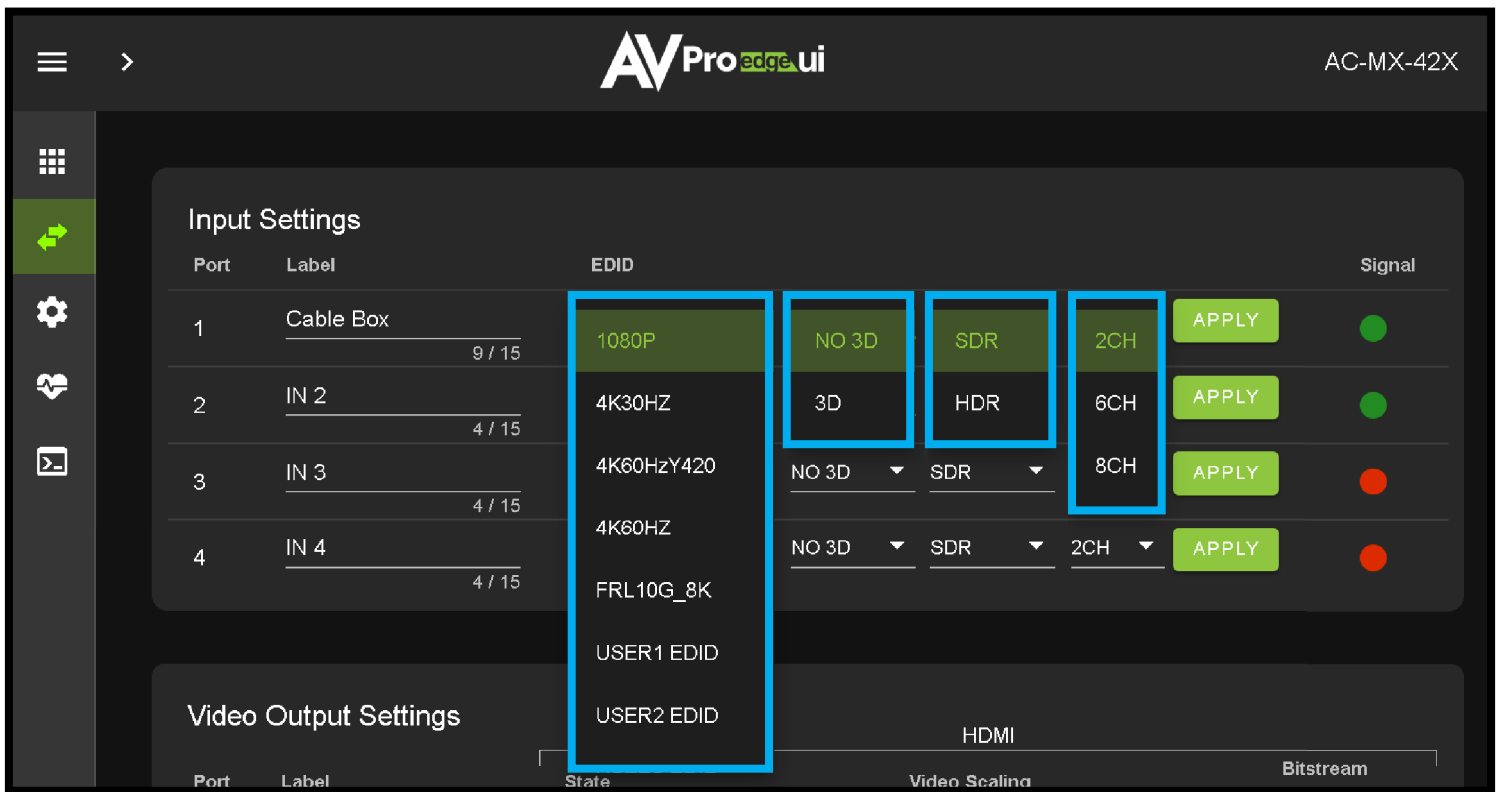 AVPro edge.ui
AC-MX-42X
Input Settings
Port Label EDID Signal
1 Cable Box 1080P NO 3D SDR 2CH APPLY
9 / 15
2 IN 2 4K30HZ 3D HDR 6CH APPLY
4 / 15
3 IN 3 4K60HzY420 NO 3D SDR 8CH APPLY
4 / 15
4K60HZ
4 IN 4 NO 3D SDR 2CH APPLY
4 / 15
FRL10G_8K
USER1 EDID
USER2 EDID
Video Output Settings
HDMI
Port Label State Video Scaling Bitstream